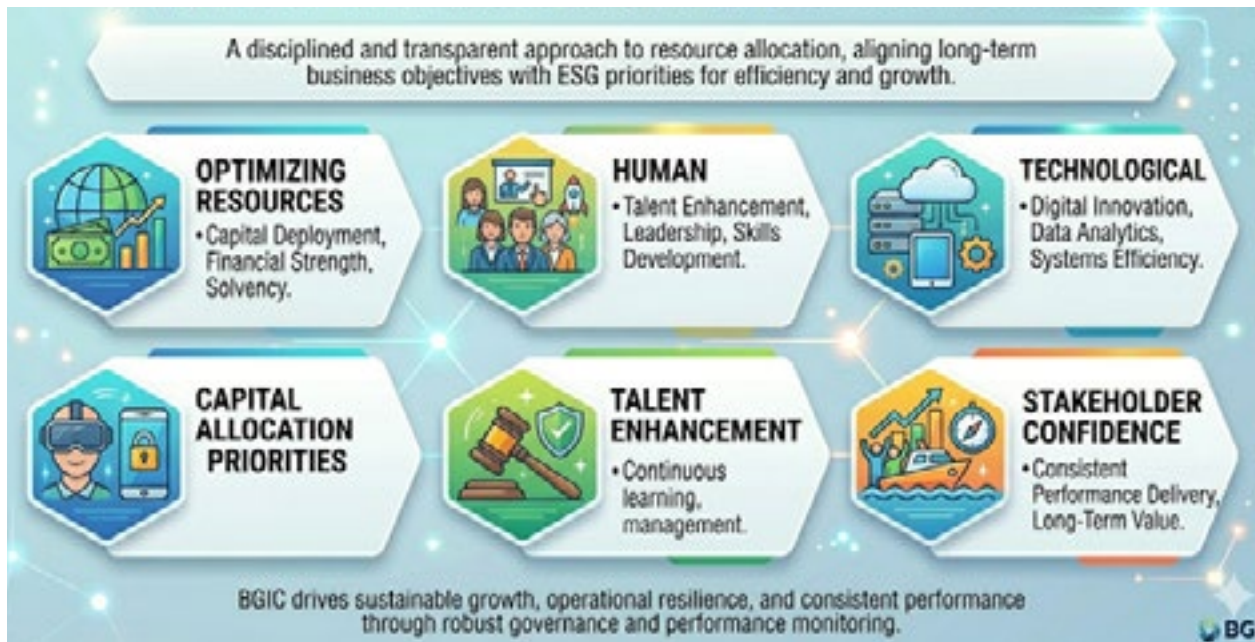 A disciplined and transparent approach to resource allocation, aligning long-term
business objectives with ESG priorities for efficiency and growth.
OPTIMIZING
RESOURCES
•Capital Deployment,
Financial Strength,
Solvency.
HUMAN
•Talent Enhancement,
Leadership, Skills
Development.
TECHNOLOGICAL
•Digital Innovation,
Data Analytics,
Systems Efficiency.
CAPITAL
ALLOCATION
PRIORITIES
TALENT
ENHANCEMENT
•Continuous
learning,
management.
STAKEHOLDER
CONFIDENCE
•Consistent
Performance Delivery,
Long-Term Value.
BGIC drives sustainable growth, operational resilience, and consistent performance
through robust governance and performance monitoring.
BG